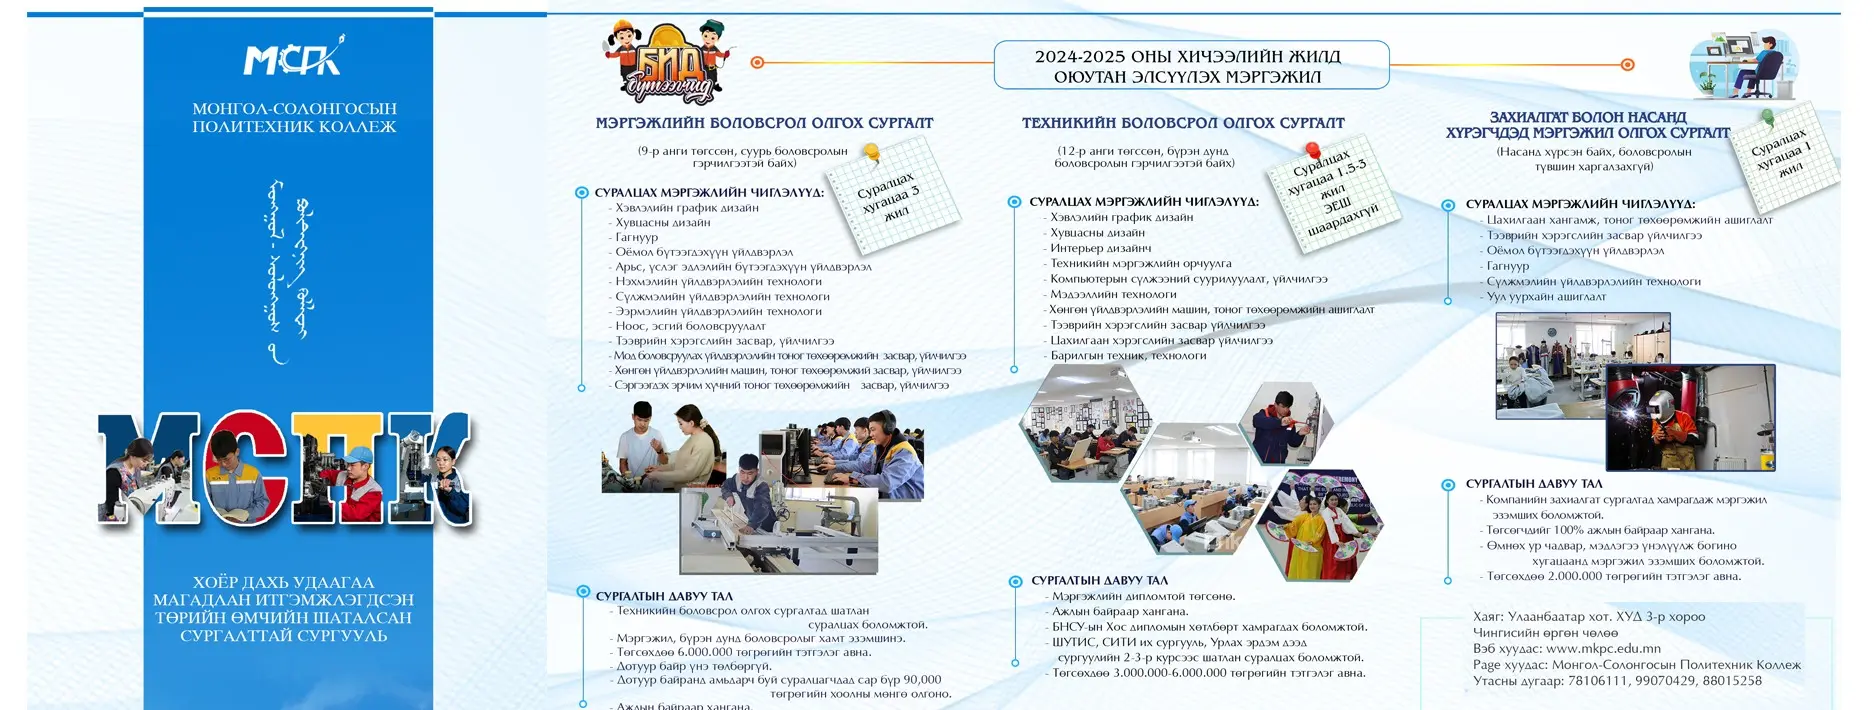 МСПК
МОНГОЛ-СОЛОНГОСЫН
ПОЛИТЕХНИК КОЛЛЕЖ
МСПК
ХОЁР ДАХЬ УДААГАА
МАГАДЛАН ИТГЭМЖЛЭГДСЭН
ТӨРИЙН ӨМЧИЙН ШАТАЛСАН
СУРГАЛТТАЙ СУРГУУЛЬ
БИД
бүтээлчид
2024-2025 ОНЫ ХИЧЭЭЛИЙН ЖИЛД
ОЮУТАН ЭЛСҮҮЛЭХ МЭРГЭЖИЛ
МЭРГЭЖЛИЙН БОЛОВСРОЛ ОЛГОХ СУРГАЛТ
(9-р анги төгссөн, суурь боловсролын
гэрчилгээтэй байх)
Суралцах
хугацаа 3
жил
СУРАЛЦАХ МЭРГЭЖЛИЙН ЧИГЛЭЛҮҮД:
- Хэвлэлийн график дизайн
- Хувцасны дизайн
- Гагнуур
- Оёмол бүтээгдэхүүн үйлдвэрлэл
- Арьс, үслэг эдлэлийн бүтээгдэхүүн үйлдвэрлэл
- Нэхмэлийн үйлдвэрлэлийн технологи
- Сүлжмэлийн үйлдвэрлэлийн технологи
- Ээрмэлийн үйлдвэрлэлийн технологи
- Ноос, эсгий боловсруулалт
- Тээврийн хэрэгслийн засвар, үйлчилгээ
- Мод боловсруулах үйлдвэрлэлийн тоног төхөөрөмжийн засвар, үйлчилгээ
- Хөнгөн үйлдвэрлэлийн машин, тоног төхөөрөмжий засвар, үйлчилгээ
- Сэргээгдэх эрчим хүчний тоног төхөөрөмжийн засвар, үйлчилгээ
СУРГАЛТЫН ДАВУУ ТАЛ
- Техникийн боловсрол олгох сургалтад шатлан
суралцах боломжтой.
- Мэргэжил, бүрэн дунд боловсролыг хамт эзэмшинэ.
- Төгсөхдөө 6.000.000 төгрөгийн тэтгэлэг авна.
- Дотуур байр үнэ төлбөргүй.
- Дотуур байранд амьдарч буй суралцагчдад сар бүр 90,000
төгрөгийн хоолны мөнгө олгоно.
- Ажлын байраар хангана.
ТЕХНИКИЙН БОЛОВСРОЛ ОЛГОХ СУРГАЛТ
(12-р анги төгссөн, бүрэн дунд
боловсролын гэрчилгээтэй байх)
Суралцах
хугацаа 1.5-3
жил
ЭЕШ
шаардахгүй
СУРАЛЦАХ МЭРГЭЖЛИЙН ЧИГЛЭЛҮҮД:
- Хэвлэлийн график дизайн
- Хувцасны дизайн
- Интерьер дизайнч
- Техникийн мэргэжлийн орчуулга
- Компьютерын сүлжээний суурилуулалт, үйлчилгээ
- Мэдээллийн технологи
- Хөнгөн үйлдвэрлэлийн машин, тоног төхөөрөмжийн ашиглалт
- Тээврийн хэрэгслийн засвар үйлчилгээ
- Цахилгаан хэрэгслийн засвар үйлчилгээ
- Барилгын техник, технологи
СУРГАЛТЫН ДАВУУ ТАЛ
- Мэргэжлийн дипломтой төгсөнө.
- Ажлын байраар хангана.
- БНСУ-ын Хос дипломын хөтлбөрт хамрагдах боломжтой.
- ШУТИС, СИТИ их сургууль, Урлах эрдэм дээд
сургуулийн 2-3-р курсээс шатлан суралцах боломжтой.
- Төгсөхдөө 3.000.000-6.000.000 төгрөгийн тэтгэлэг авна.
ЗАХИАЛГАТ БОЛОН НАСАНД
ХҮРЭГЧДЭД МЭРГЭЖИЛ ОЛГОХ СУРГАЛТ
(Насанд хүрсэн байх, боловсролын
түвшин харгалзахгүй)
Суралцах
хугацаа 1
жил
СУРАЛЦАХ МЭРГЭЖЛИЙН ЧИГЛЭЛҮҮД:
- Цахилгаан хангамж, тоног төхөөрөмжийн ашиглалт
- Тээврийн хэрэгслийн засвар үйлчилгээ
- Оёмол бүтээгдэхүүн үйлдвэрлэл
- Гагнуур
- Сүлжмэлийн үйлдвэрлэлийн технологи
- Уул уурхайн ашиглалт
СУРГАЛТЫН ДАВУУ ТАЛ
- Компанийн захиалгат сургалтад хамрагдаж мэргэжил
эзэмших боломжтой.
- Төгсөгчдийг 100% ажлын байраар хангана.
- Өмнөх ур чадвар, мэдлэгээ үнэлүүлж богино
хугацаанд мэргэжил эзэмших боломжтой.
- Төгсөхдөө 2.000.000 төгрөгийн тэтгэлэг авна.
Хаяг: Улаанбаатар хот. ХУД 3-р хороо
Чингисийн өргөн чөлөө
Вэб хуудас: www.mkpc.edu.mn
Page хуудас: Монгол-Солонгосын Политехник Коллеж
Утасны дугаар: 78106111, 99070429, 88015258